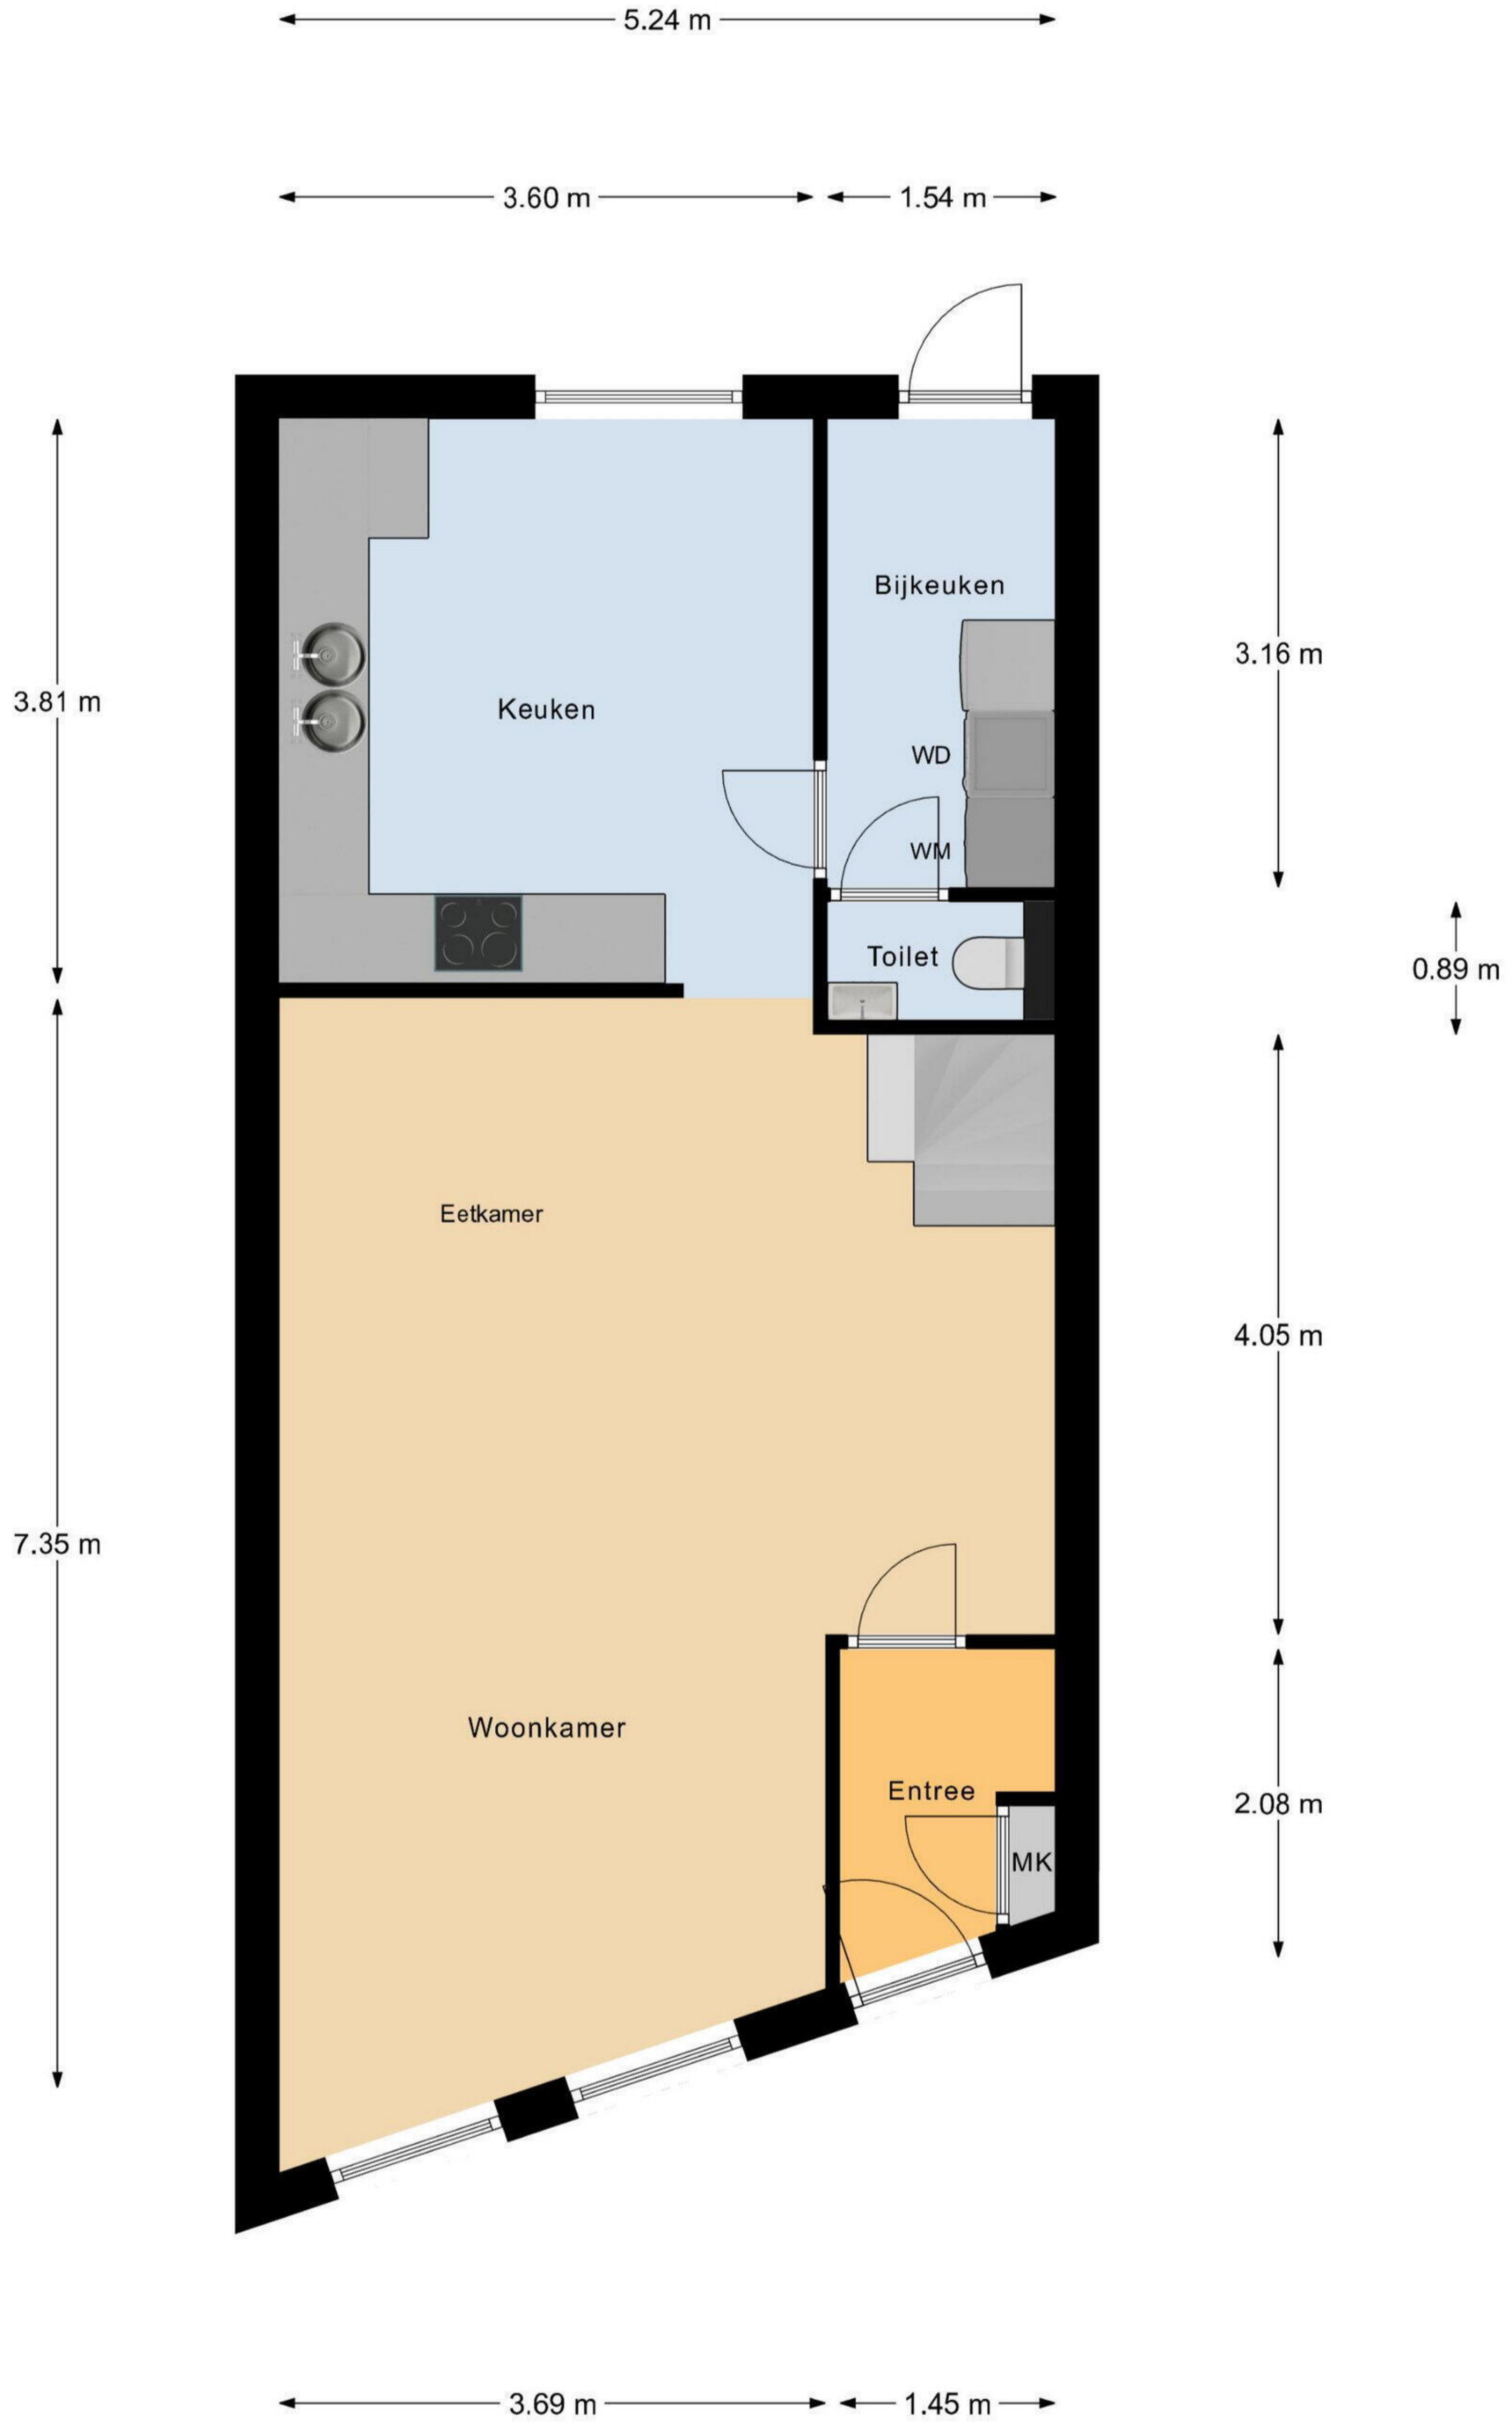 5.24 m
3.60 m
1.54 m
Bijkeuken
3.16 m
3.81 m
Keuken
WD
WM
Toilet
0.89 m
Eetkamer
4.05 m
7.35 m
Woonkamer
Entree
2.08 m
MK
3.69 m
1.45 m